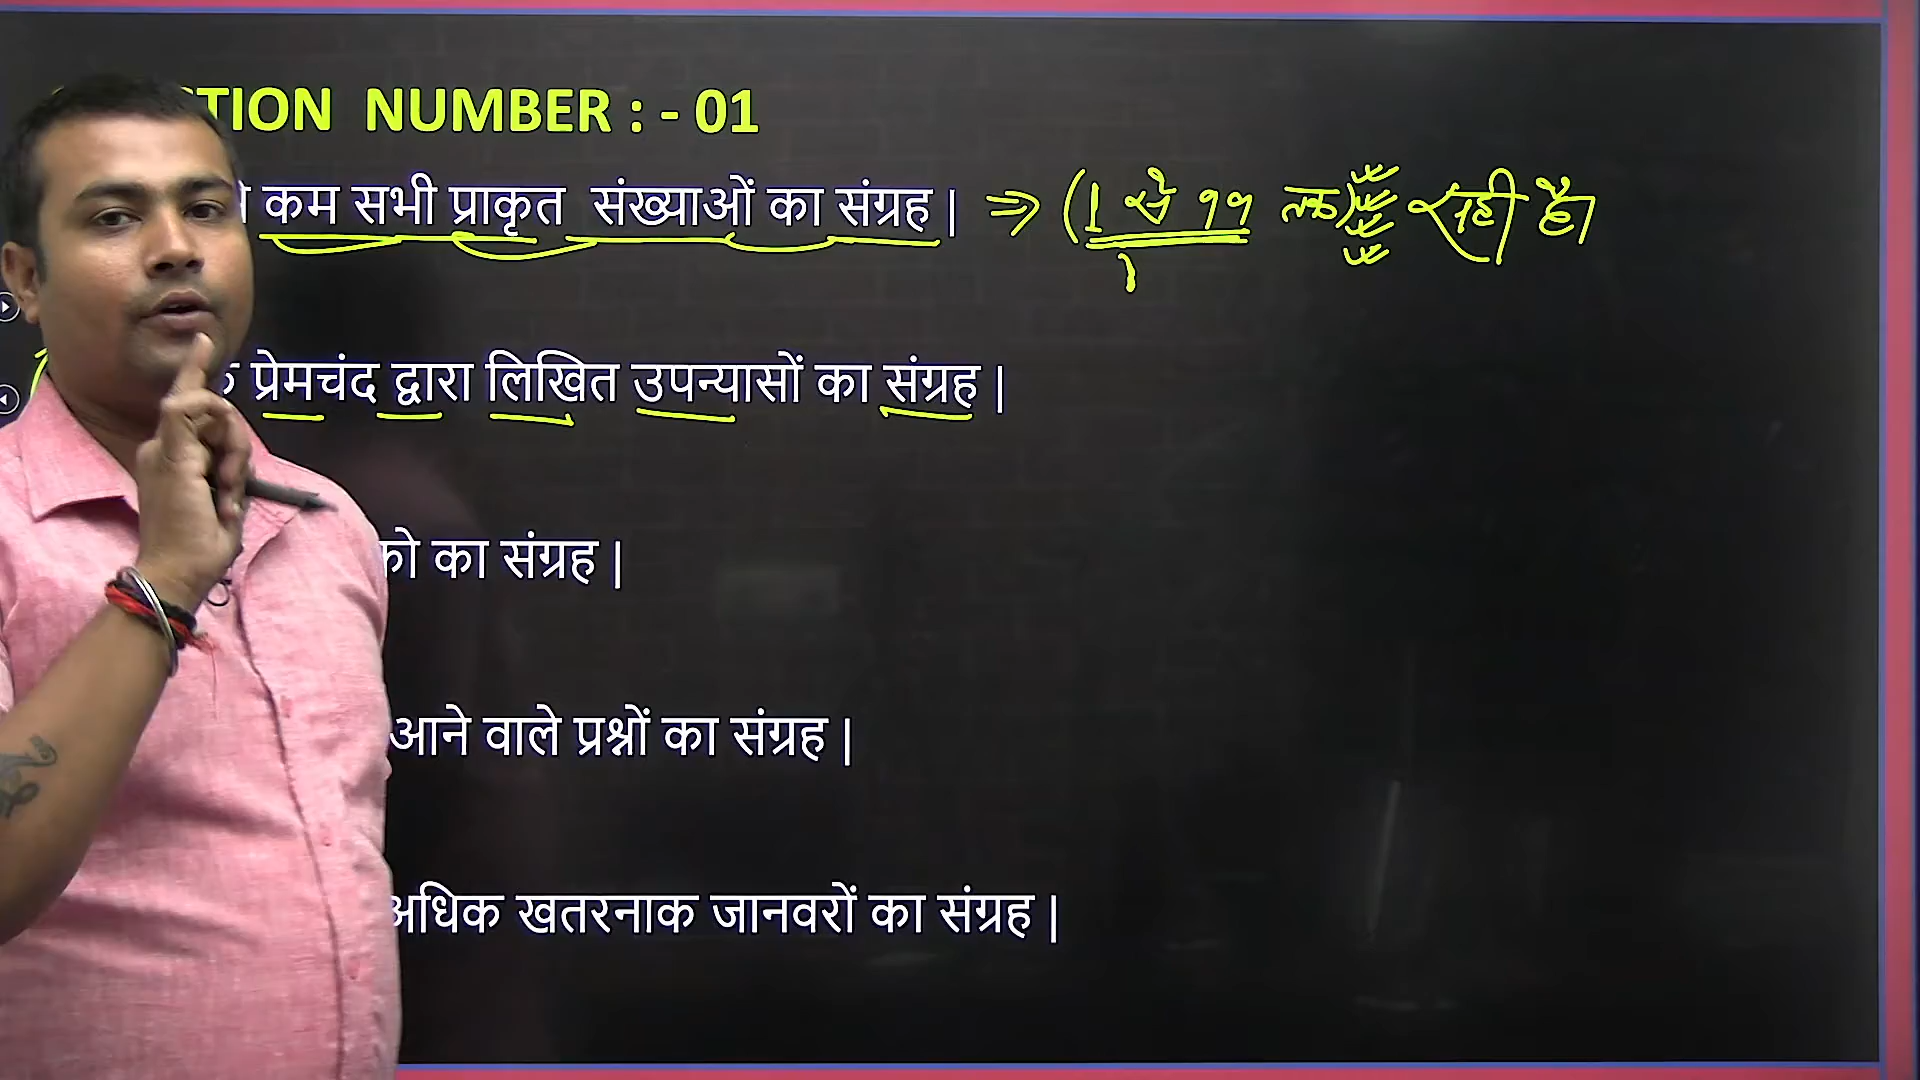 NUMBER : - 01
कम सभी प्राकृत संख्याओं का संग्रह | ⇒ (1 से 99 तक) सही है।
प्रेमचंद द्वारा लिखित उपन्यासों का संग्रह |
का संग्रह |
आने वाले प्रश्नों का संग्रह |
अधिक खतरनाक जानवरों का संग्रह |